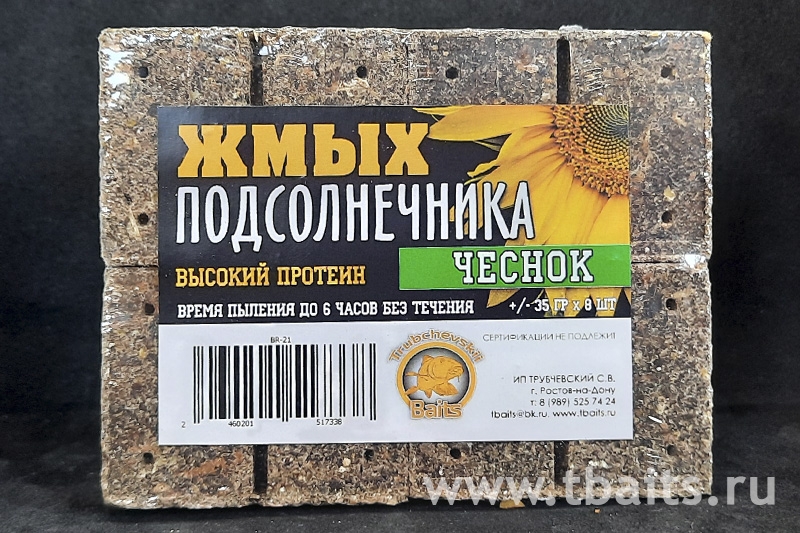 ЖМЫХ
ПОДСОЛНЕЧНИКА
ЧЕСНОК
ВЫСОКИЙ ПРОТЕИН
ВРЕМЯ ПЫЛЕНИЯ ДО 6 ЧАСОВ БЕЗ ТЕЧЕНИЯ
+/- 35 ГР х 8 ШТ
BR-21
2 460201 517338
Trubchevskii
Baits
СЕРТИФИКАЦИИ НЕ ПОДЛЕЖИТ
ИП ТРУБЧЕВСКИЙ С.В.
г. Ростов-на-Дону
т: 8 (989) 525 74 24
tbaits@bk.ru, www.tbaits.ru
www.tbaits.ru